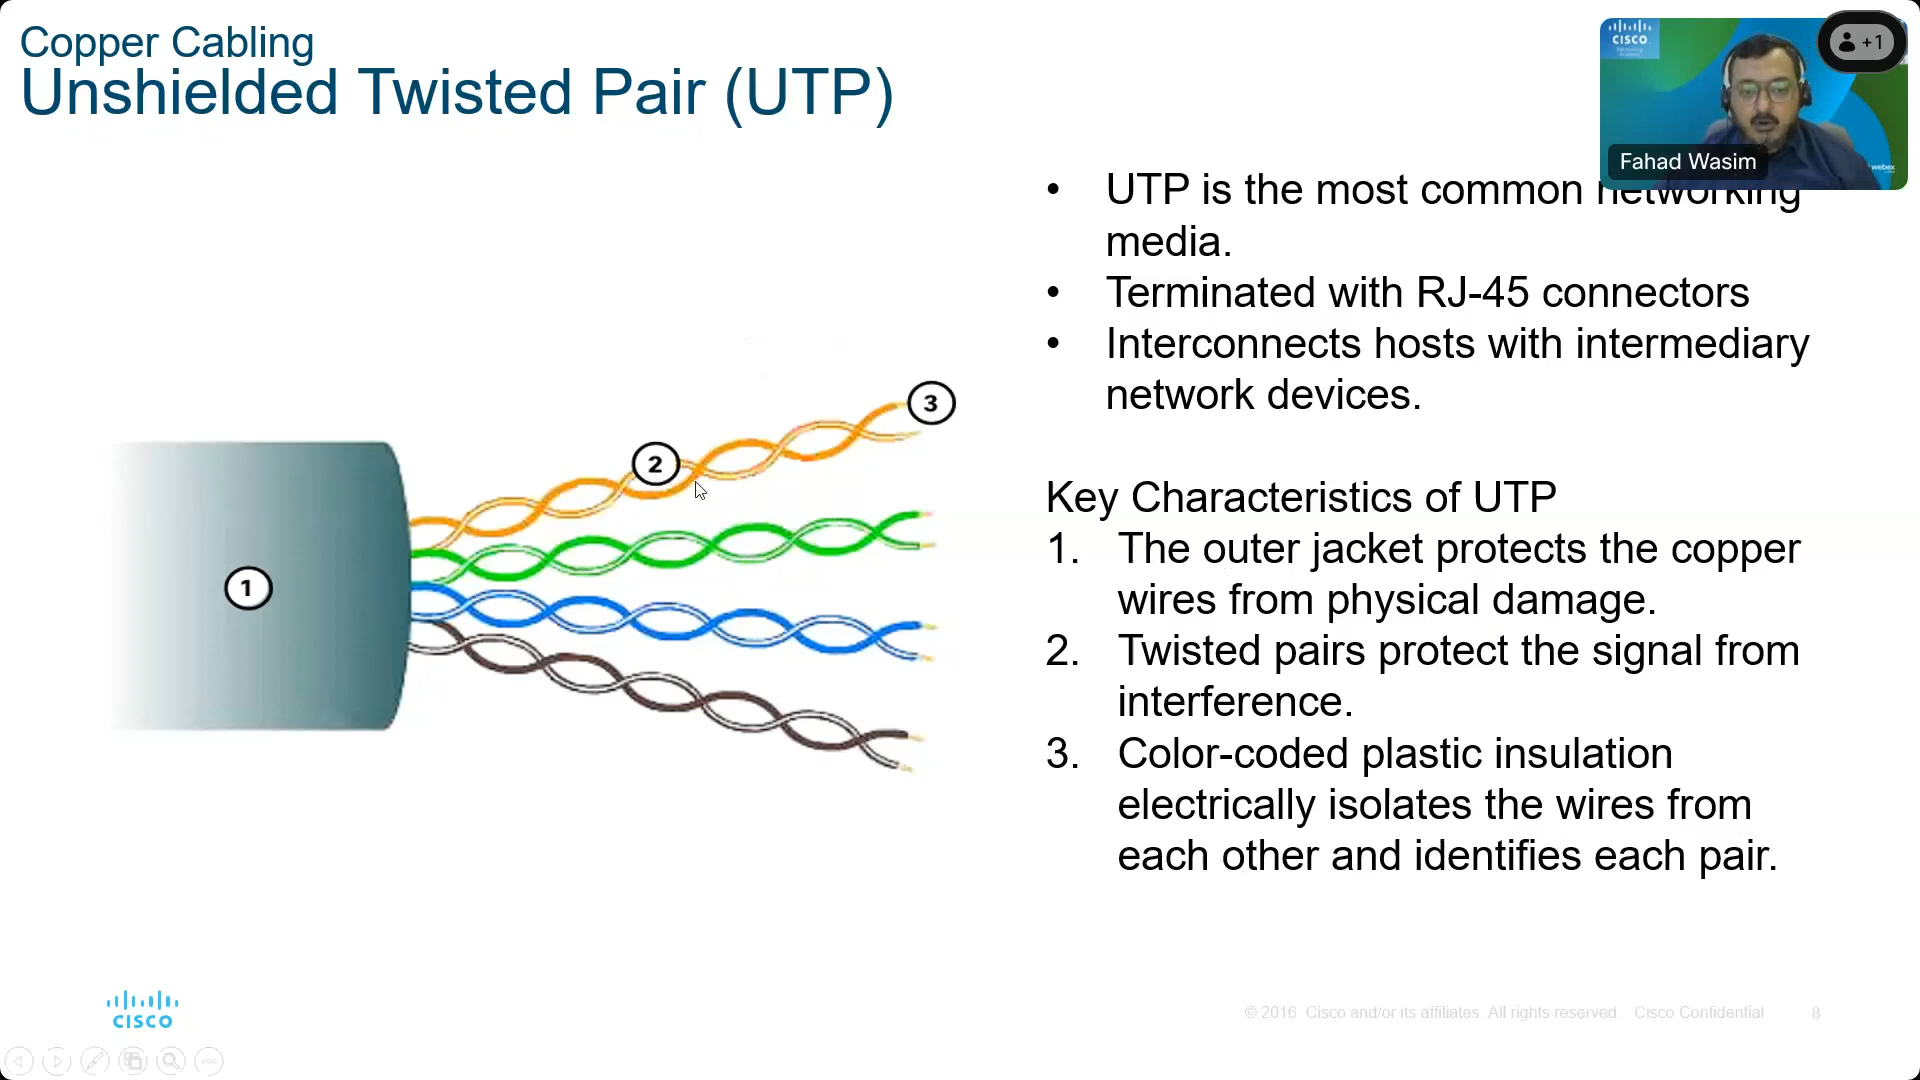 Copper Cabling
Unshielded Twisted Pair (UTP)
CISCO
+1
Fahad Wasim
webex
• UTP is the most common networking
media.
• Terminated with RJ-45 connectors
• Interconnects hosts with intermediary
network devices.
Key Characteristics of UTP
1. The outer jacket protects the copper
wires from physical damage.
2. Twisted pairs protect the signal from
interference.
3. Color-coded plastic insulation
electrically isolates the wires from
each other and identifies each pair.
3
2
1
CISCO
© 2016 Cisco and/or its affiliates. All rights reserved. Cisco Confidential 8